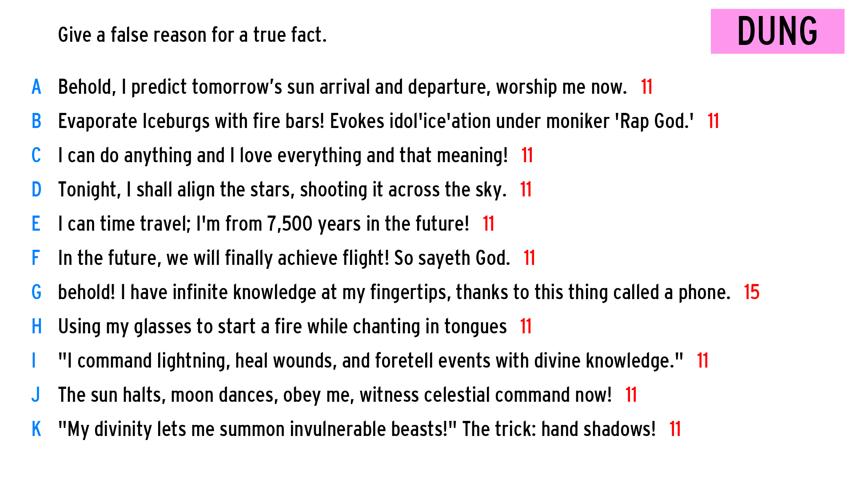 Give a false reason for a true fact.
DUNG
A Behold, I predict tomorrow's sun arrival and departure, worship me now. 11
B Evaporate Iceburgs with fire bars! Evokes idol'ice'ation under moniker 'Rap God.' 11
C I can do anything and I love everything and that meaning! 11
D Tonight, I shall align the stars, shooting it across the sky. 11
E I can time travel; I'm from 7,500 years in the future! 11
F In the future, we will finally achieve flight! So sayeth God. 11
G behold! I have infinite knowledge at my fingertips, thanks to this thing called a phone. 15
H Using my glasses to start a fire while chanting in tongues 11
I "I command lightning, heal wounds, and foretell events with divine knowledge." 11
J The sun halts, moon dances, obey me, witness celestial command now! 11
K "My divinity lets me summon invulnerable beasts!" The trick: hand shadows! 11